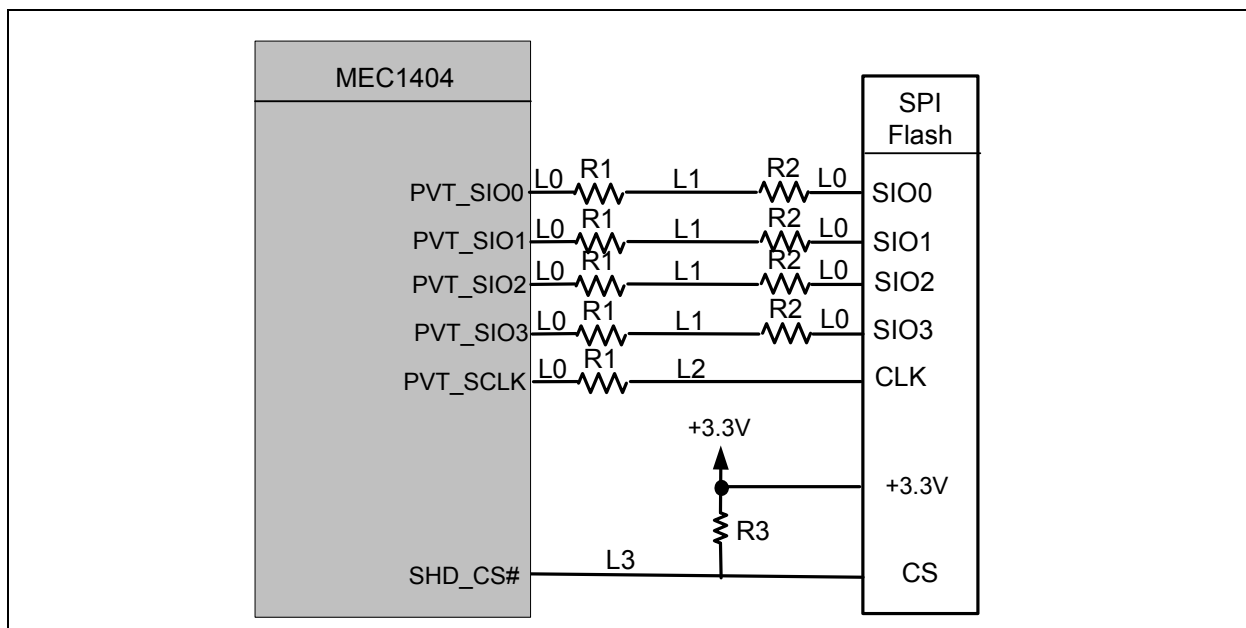 MEC1404
SPI
Flash
PVT_SIO0 L0 R1 L1 R2 L0 SIO0
PVT_SIO1 L0 R1 L1 R2 L0 SIO1
PVT_SIO2 L0 R1 L1 R2 L0 SIO2
PVT_SIO3 L0 R1 L1 R2 L0 SIO3
PVT_SCLK L0 R1 L2 CLK
+3.3V
+3.3V
R3
SHD_CS# L3 CS